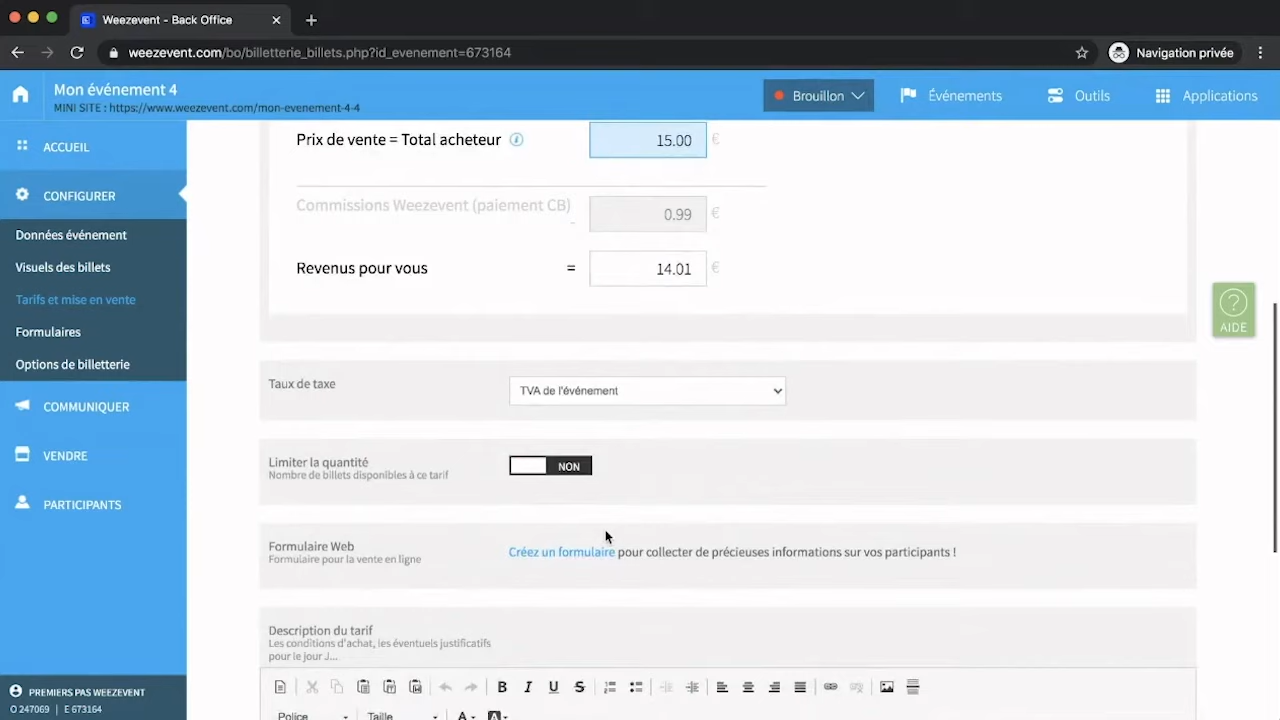 Weezevent - Back Office
weezevent.com/bo/billetterie_billets.php?id_evenement=673164
Navigation privée
Mon événement 4
MINI SITE : https://www.weezevent.com/mon-evenement-4-4
Brouillon
Événements
Outils
Applications
ACCUEIL
CONFIGURER
Données événement
Visuels des billets
Tarifs et mise en vente
Formulaires
Options de billetterie
COMMUNIQUER
VENDRE
PARTICIPANTS
PREMIERS PAS WEEZEVENT
O 247069 | E 673164
Prix de vente = Total acheteur 15.00 €
Commissions Weezevent (paiement CB) - 0.99 €
Revenus pour vous = 14.01 €
Taux de taxe TVA de l'événement
Limiter la quantité NON
Nombre de billets disponibles à ce tarif
Formulaire Web
Formulaire pour la vente en ligne
Créez un formulaire pour collecter de précieuses informations sur vos participants !
Description du tarif
Les conditions d'achat, les éventuels justificatifs
pour le jour J...
Police Taille
? AIDE